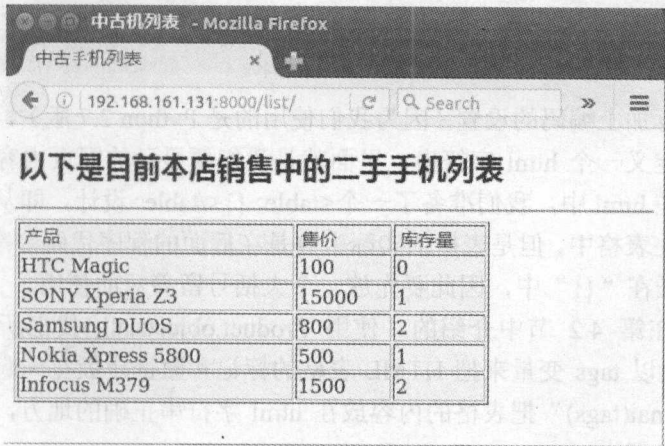 中古机列表 - Mozilla Firefox
中古手机列表 × +
192.168.161.131:8000/list/ Search »
以下是目前本店销售中的二手手机列表
产品 售价 库存量
HTC Magic 100 0
SONY Xperia Z3 15000 1
Samsung DUOS 800 2
Nokia Xpress 5800 500 1
Infocus M379 1500 2